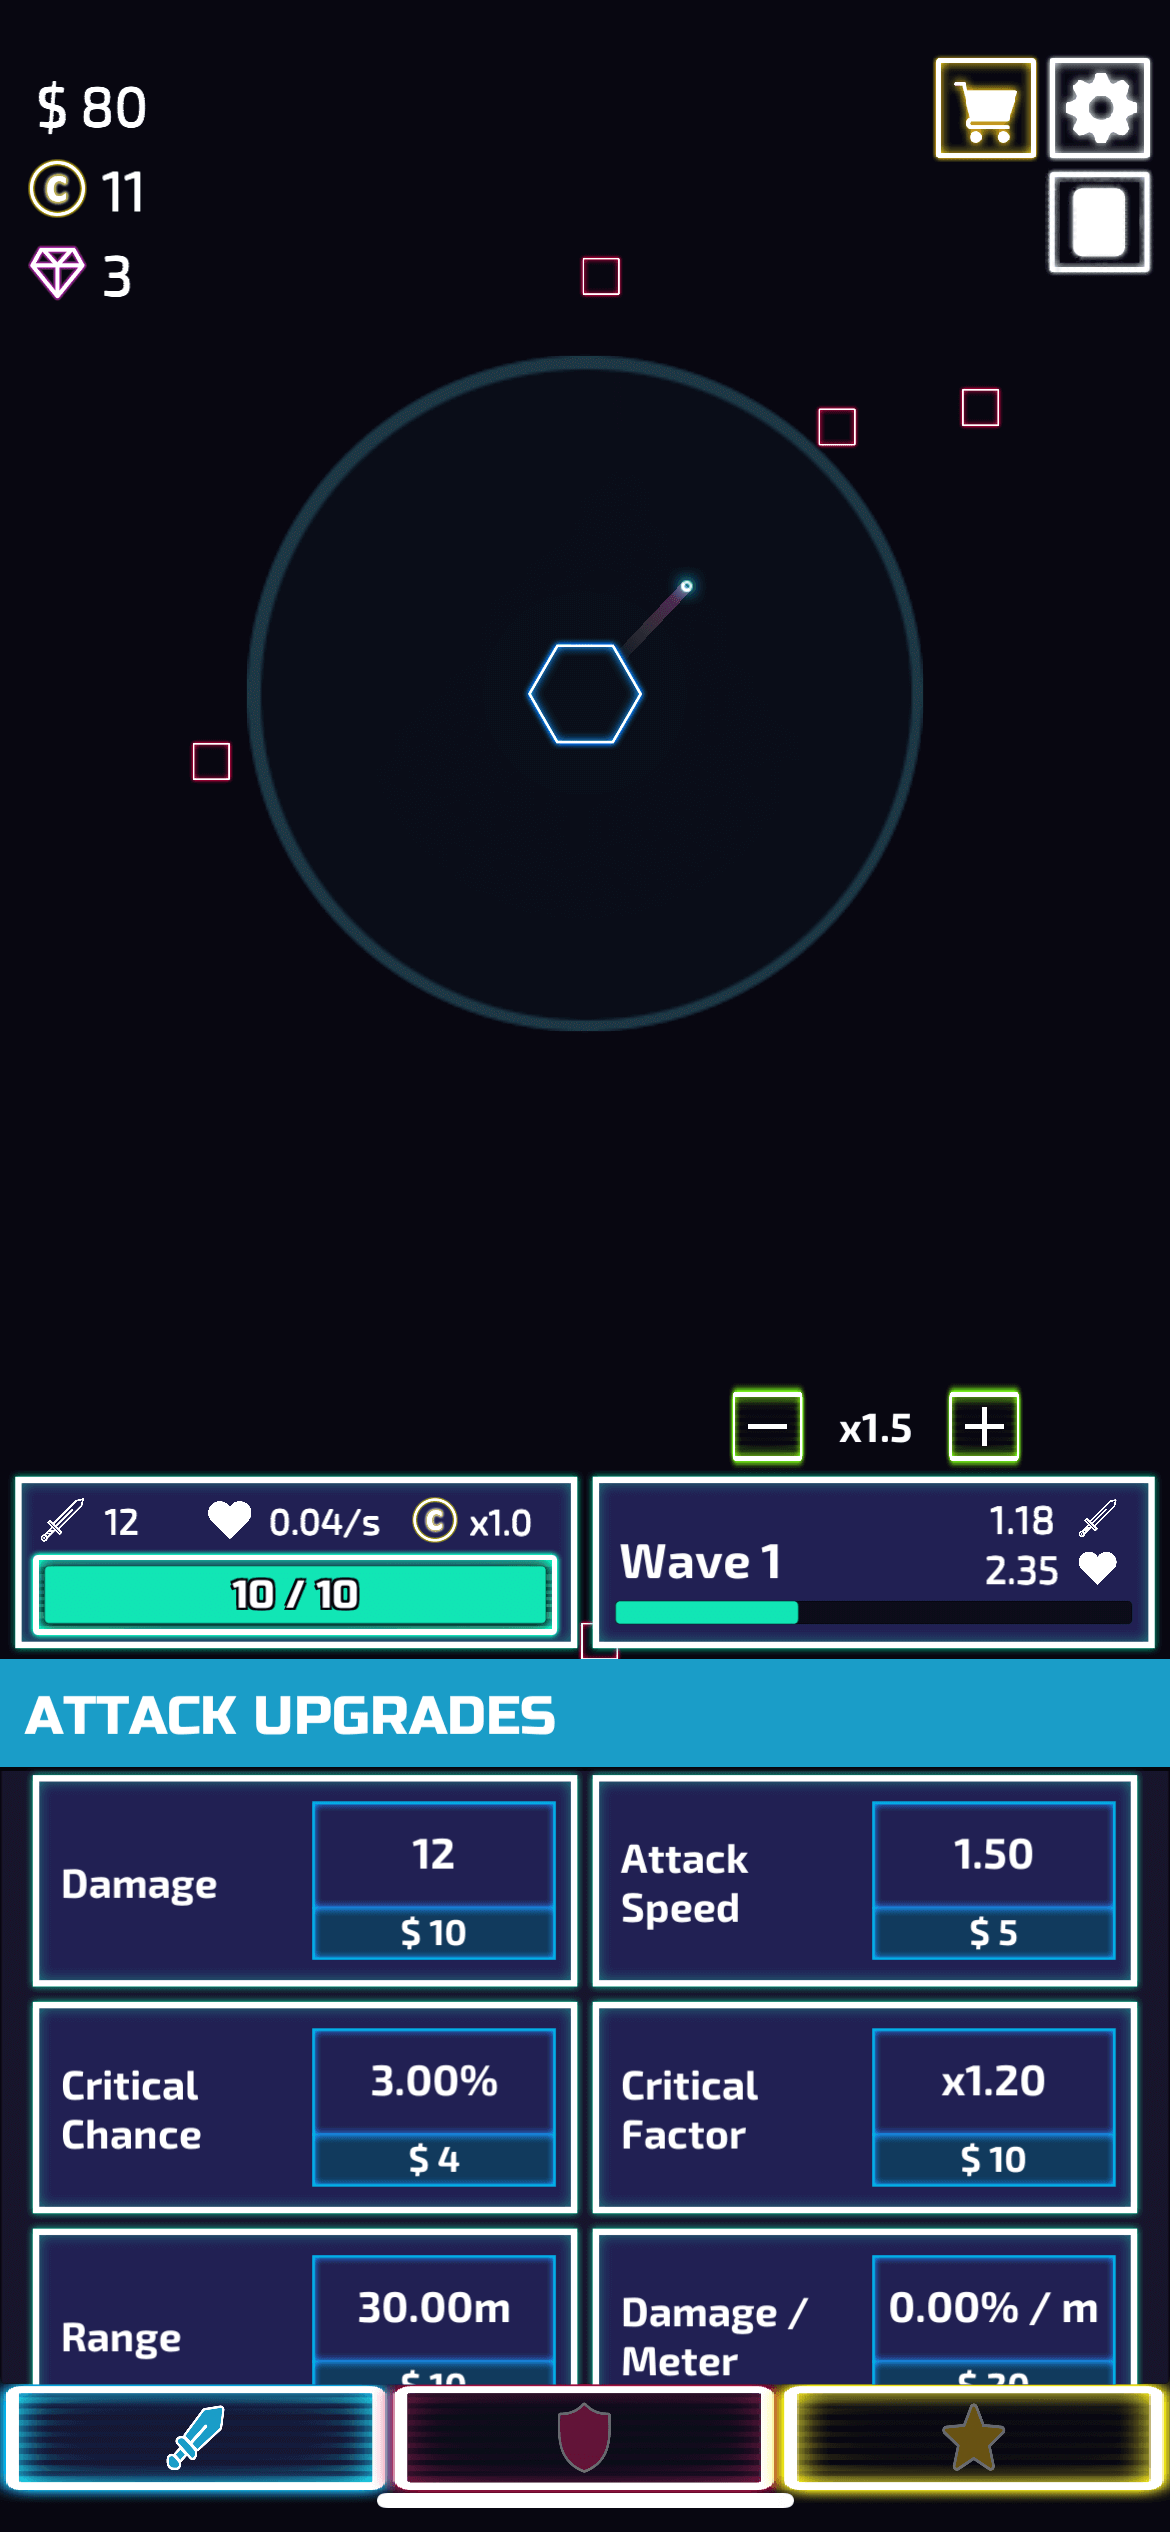 $ 80
C 11
3
x1.5
12 0.04/s C x1.0
10 / 10
Wave 1
1.18
2.35
ATTACK UPGRADES
Damage
12
$ 10
Attack
Speed
1.50
$ 5
Critical
Chance
3.00%
$ 4
Critical
Factor
x1.20
$ 10
Range
30.00m
$ 10
Damage /
Meter
0.00% / m
$ 20